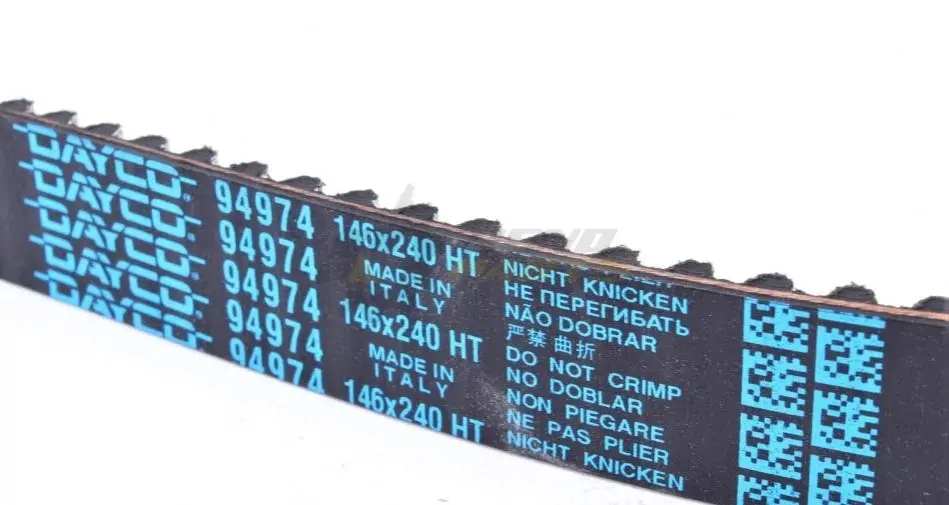 DAYCO®
DAYCO®
DAYCO®
DAYCO®
DAYCO
94974
94974
94974
94974
94974
146x240 HT
MADE IN
ITALY
146x240 HT
MADE IN
ITALY
146x240 HT
PLIER
NICHT KNICKEN
НЕ ПЕРЕГИБАТЬ
NÃO DOBRAR
严禁 曲折
DO NOT CRIMP
NO DOBLAR
NON PIEGARE
NE PAS PLIER
NICHT KNICKEN